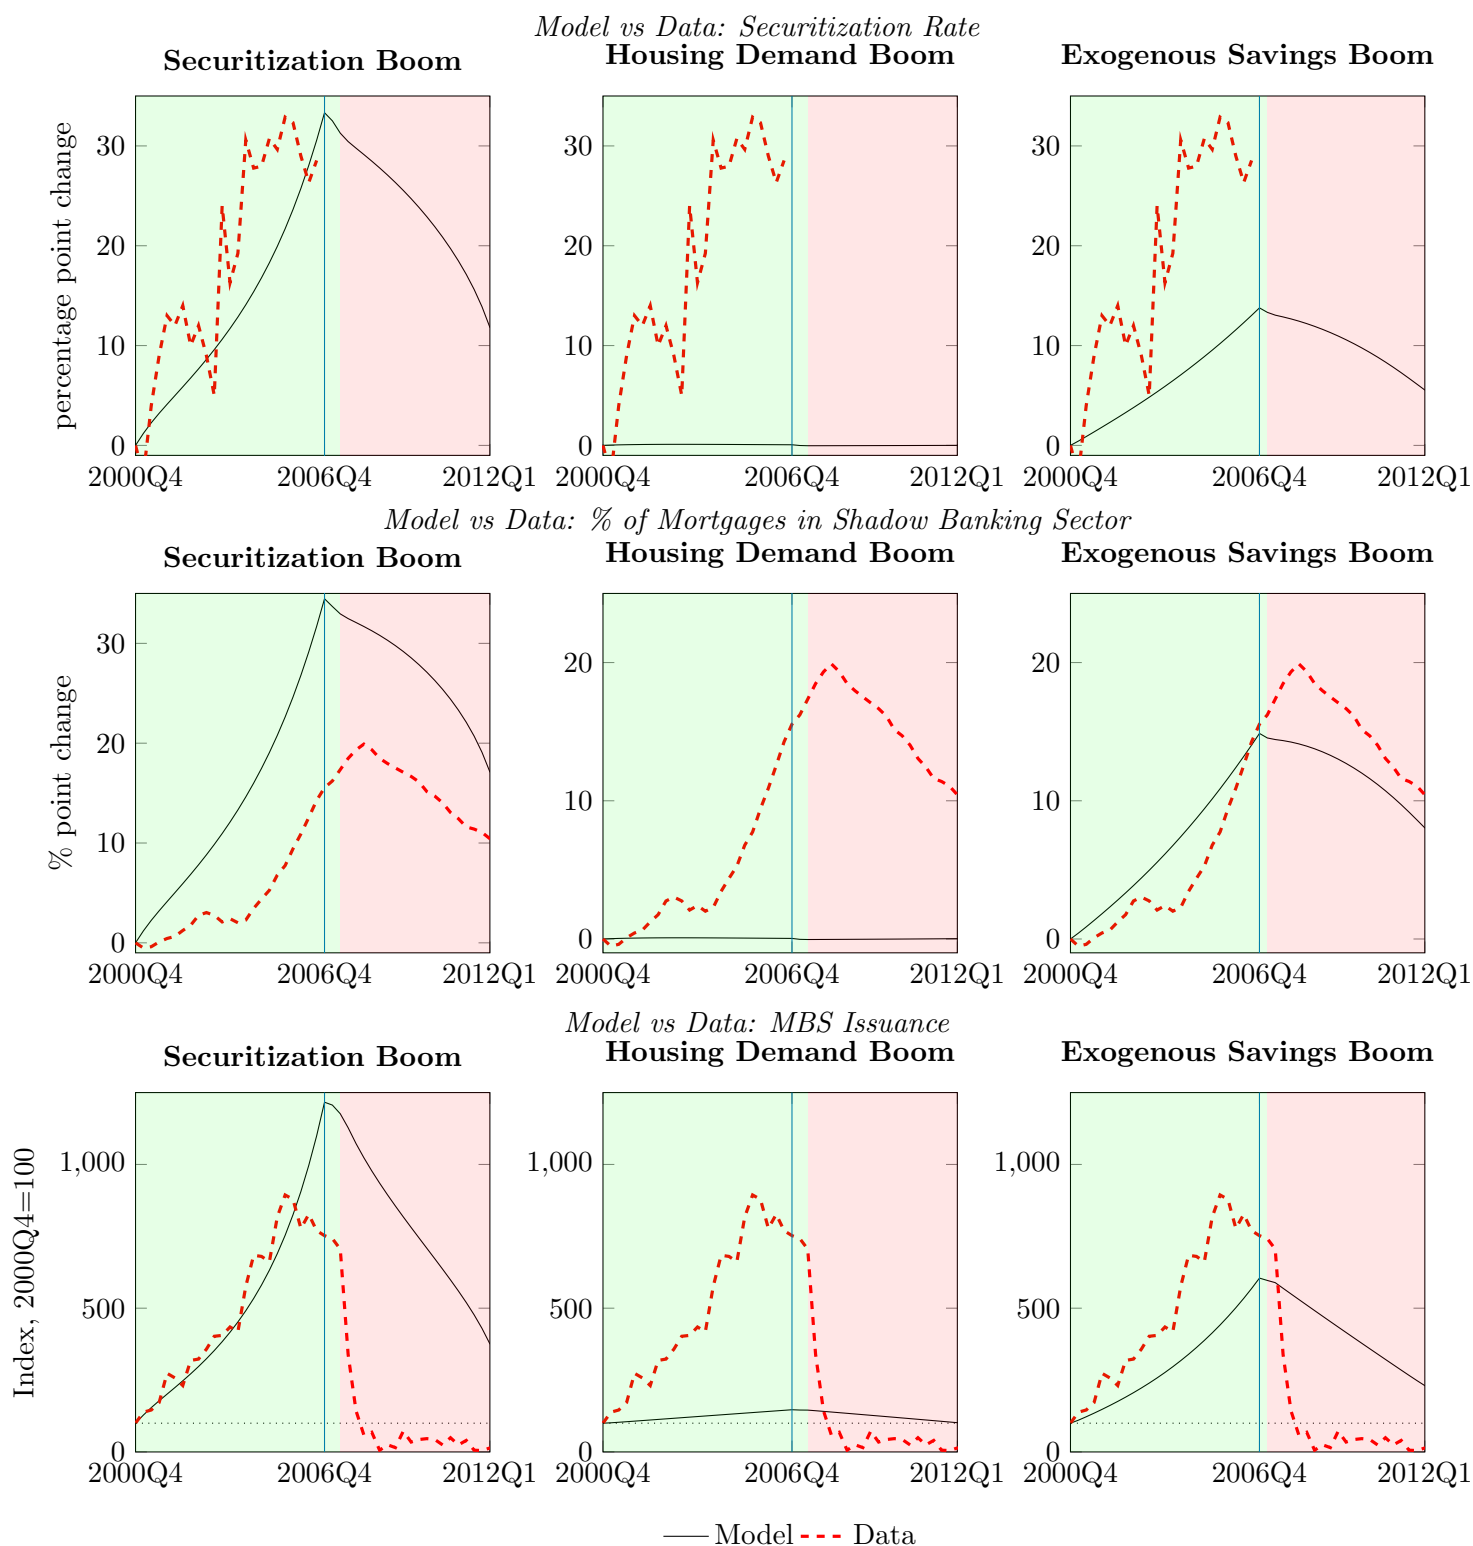 Model vs Data: Securitization Rate
Securitization Boom
Housing Demand Boom
Exogenous Savings Boom
percentage point change
30
20
10
0
2000Q4
2006Q4
2012Q1
30
20
10
0
2000Q4
2006Q4
2012Q1
30
20
10
0
2000Q4
2006Q4
2012Q1
Model vs Data: % of Mortgages in Shadow Banking Sector
Securitization Boom
Housing Demand Boom
Exogenous Savings Boom
% point change
30
20
10
0
2000Q4
2006Q4
2012Q1
20
10
0
2000Q4
2006Q4
2012Q1
20
10
0
2000Q4
2006Q4
2012Q1
Model vs Data: MBS Issuance
Securitization Boom
Housing Demand Boom
Exogenous Savings Boom
Index, 2000Q4=100
1,000
500
0
2000Q4
2006Q4
2012Q1
1,000
500
0
2000Q4
2006Q4
2012Q1
1,000
500
0
2000Q4
2006Q4
2012Q1
Model Data